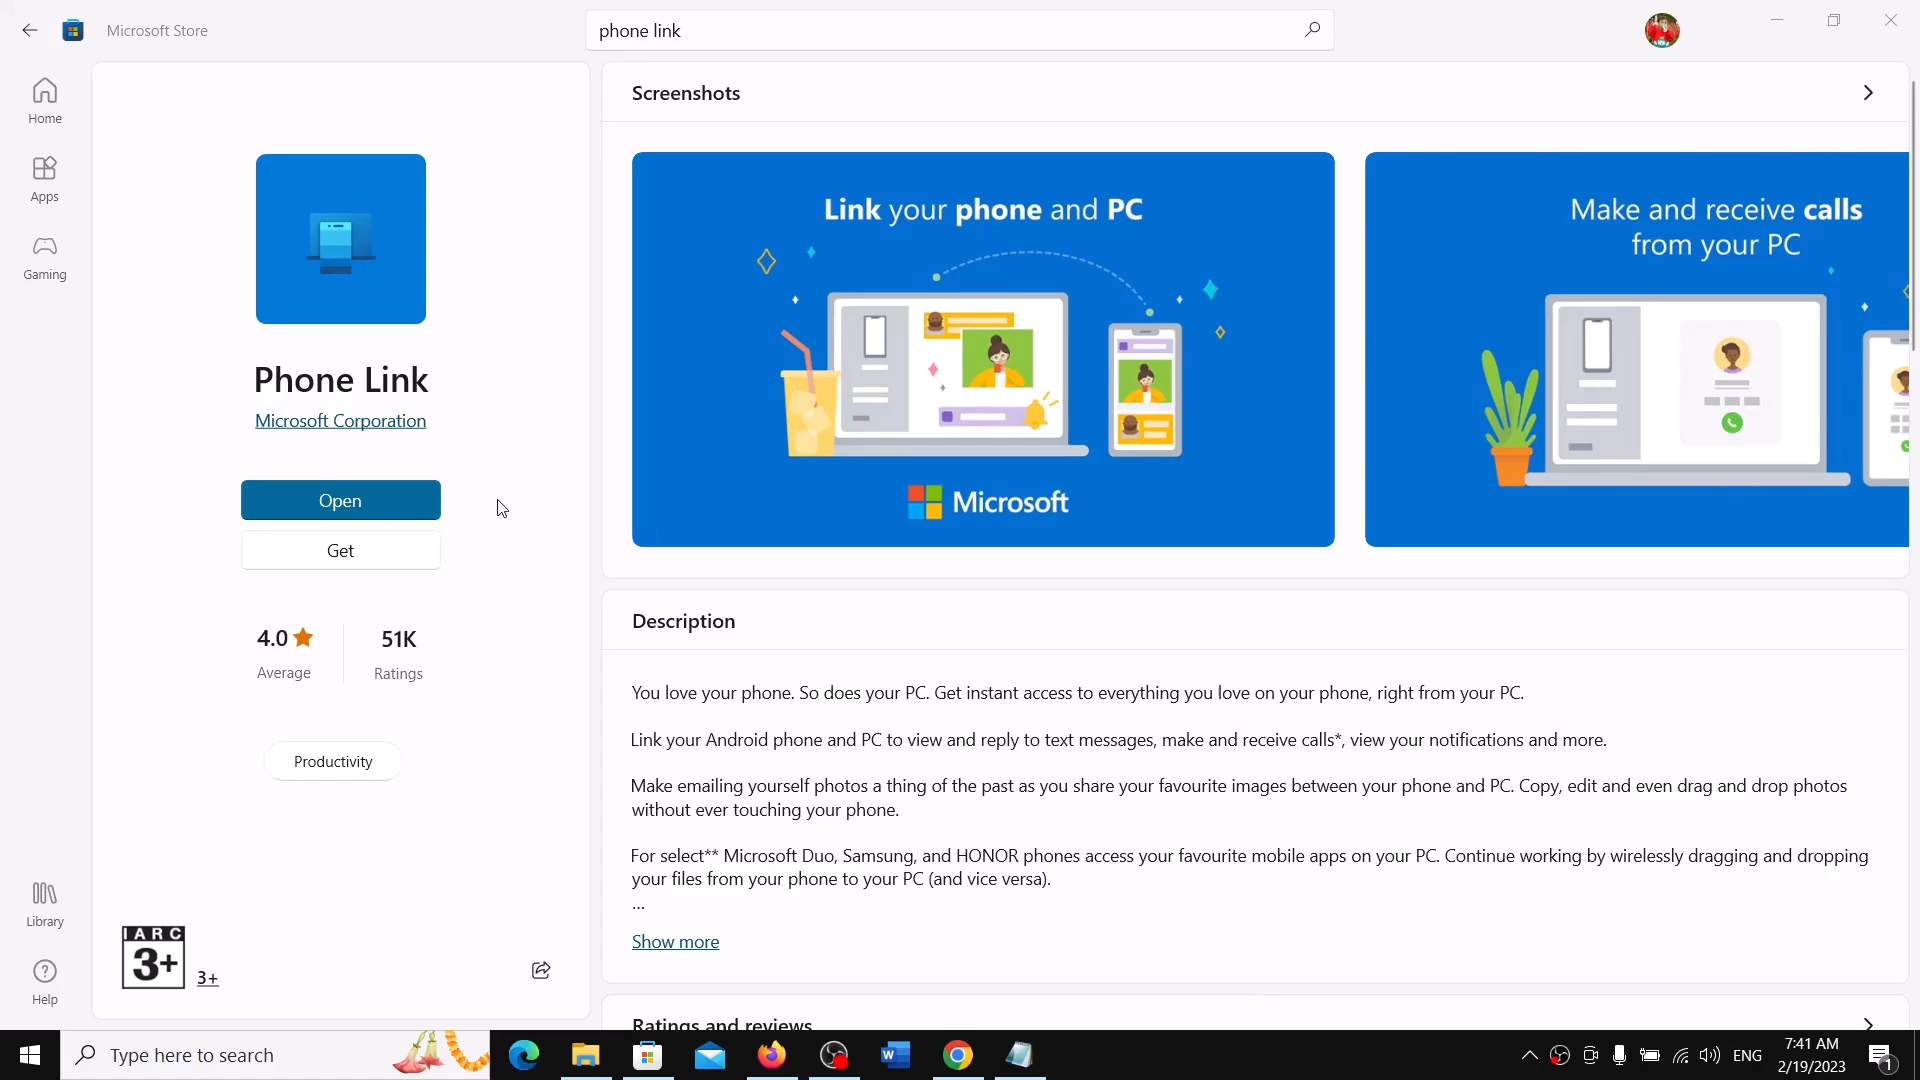 Microsoft Store
phone link
Home
Apps
Gaming
Library
Help
Phone Link
Microsoft Corporation
Open
Get
4.0
Average
51K
Ratings
Productivity
IARC
3+
3+
Screenshots
Link your phone and PC
Microsoft
Make and receive calls
from your PC
Description
You love your phone. So does your PC. Get instant access to everything you love on your phone, right from your PC.
Link your Android phone and PC to view and reply to text messages, make and receive calls*, view your notifications and more.
Make emailing yourself photos a thing of the past as you share your favourite images between your phone and PC. Copy, edit and even drag and drop photos
without ever touching your phone.
For select** Microsoft Duo, Samsung, and HONOR phones access your favourite mobile apps on your PC. Continue working by wirelessly dragging and dropping
your files from your phone to your PC (and vice versa).
...
Show more
Ratings and reviews
Type here to search
W
ENG
7:41 AM
2/19/2023
1